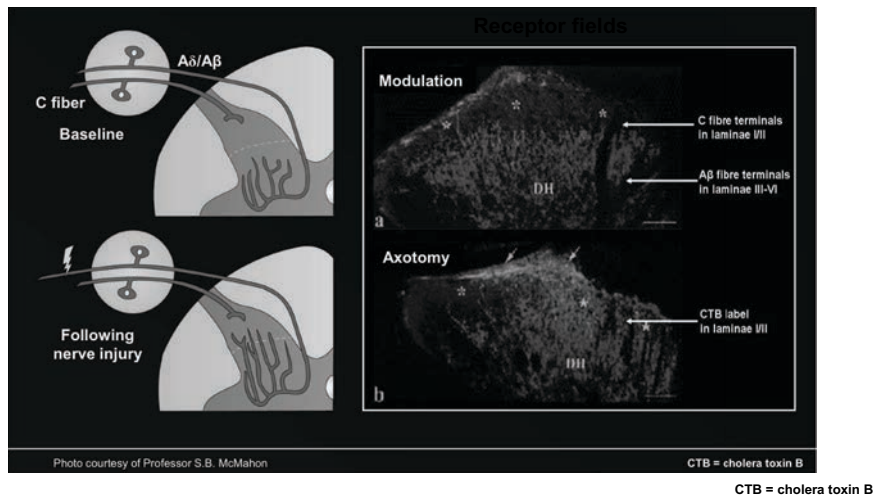 Receptor fields
Aδ/Aβ
C fiber
Baseline
Following
nerve injury
Modulation
C fibre terminals
in laminae I/II
Aβ fibre terminals
in laminae III-VI
DH
a
Axotomy
CTB label
in laminae I/II
DH
b
Photo courtesy of Professor S.B. McMahon
CTB = cholera toxin B
CTB = cholera toxin B